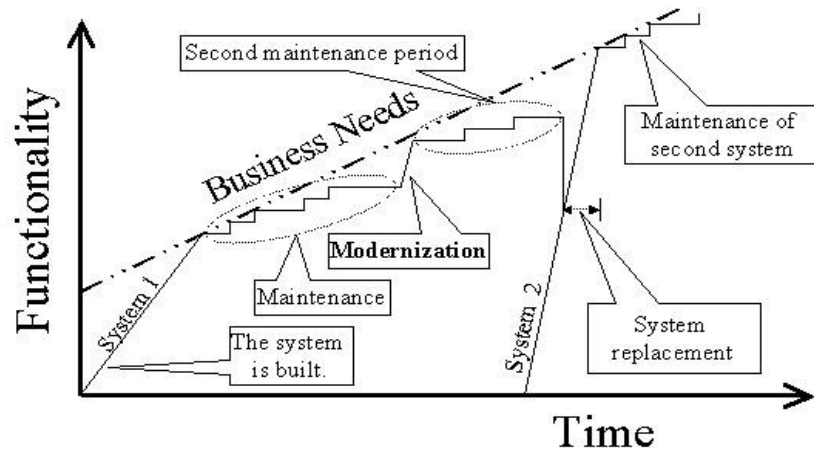 Second maintenance period
Functionality
Business Needs
Maintenance of
second system
Modernization
Maintenance
System 1
The system
is built.
System 2
System
replacement
Time